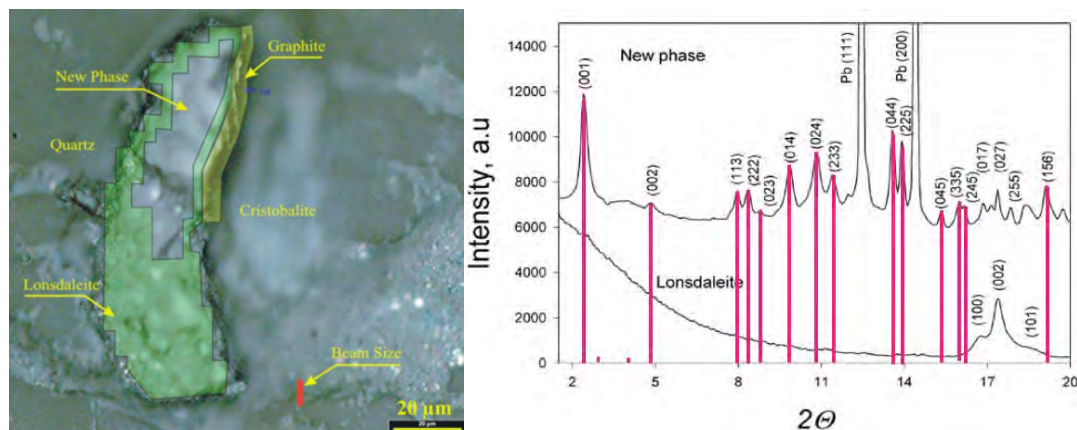 Graphite
New Phase
Quartz
Cristobalite
Lonsdaleite
Beam Size
20 µm
20 µm
Intensity, a.u
14000
12000
10000
8000
6000
4000
2000
0
New phase
Lonsdaleite
(001)
(002)
(113)
(222)
(023)
(014)
(024)
(233)
Pb (111)
(044)
(225)
Pb (200)
(045)
(335)
(245)
(017)
(027)
(255)
(156)
(100)
(002)
(101)
2 5 8 11 14 17 20
2Θ